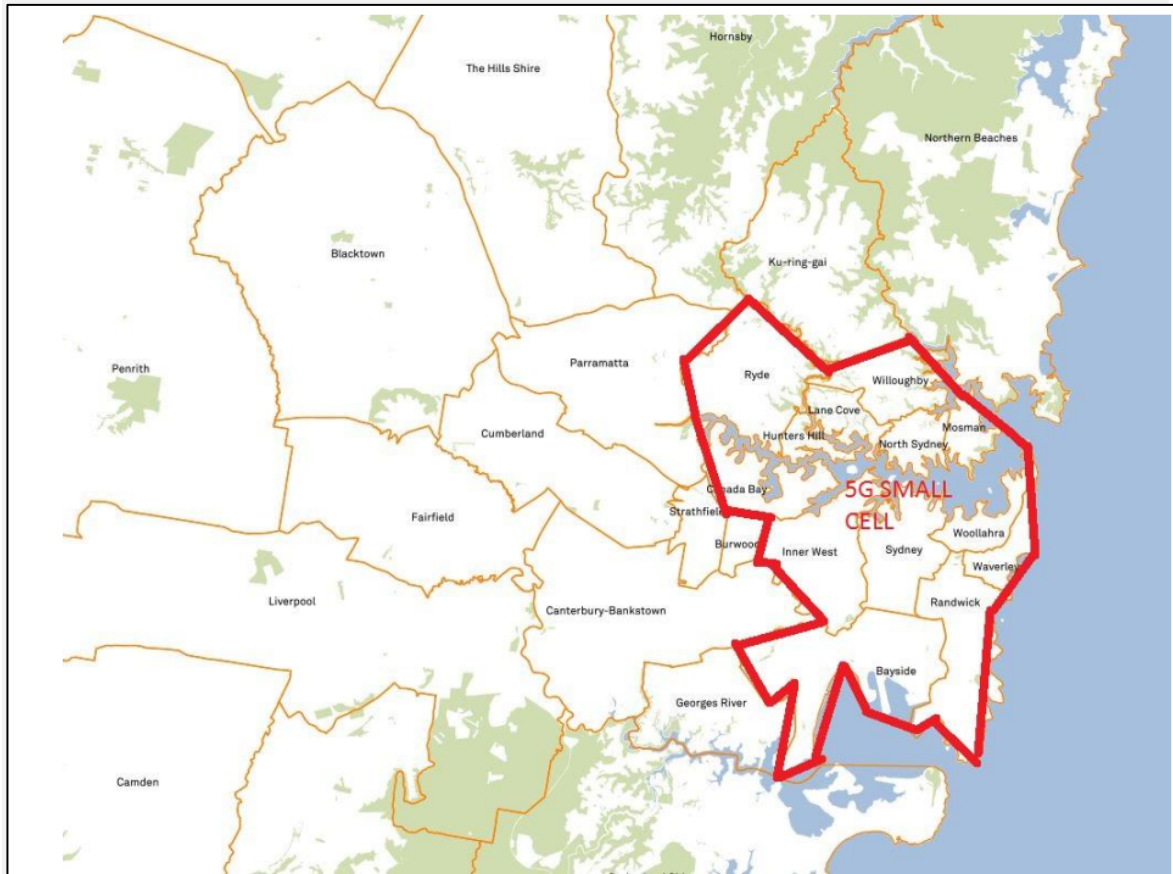 Hornsby
The Hills Shire
Northern Beaches
Blacktown
Ku-ring-gai
Penrith
Parramatta
Ryde
Willoughby
Lane Cove
Mosman
Cumberland
Hunters Hill
North Sydney
Canada Bay
5G SMALL
CELL
Strathfield
Fairfield
Woollahra
Burwood
Inner West
Sydney
Waverley
Liverpool
Canterbury-Bankstown
Randwick
Bayside
Georges River
Camden